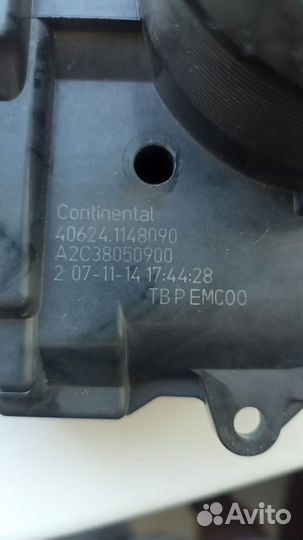 Continental
40624.1148090
A2C38050900
2 07-11-14 17:44:28
TB P EMC00
Avito